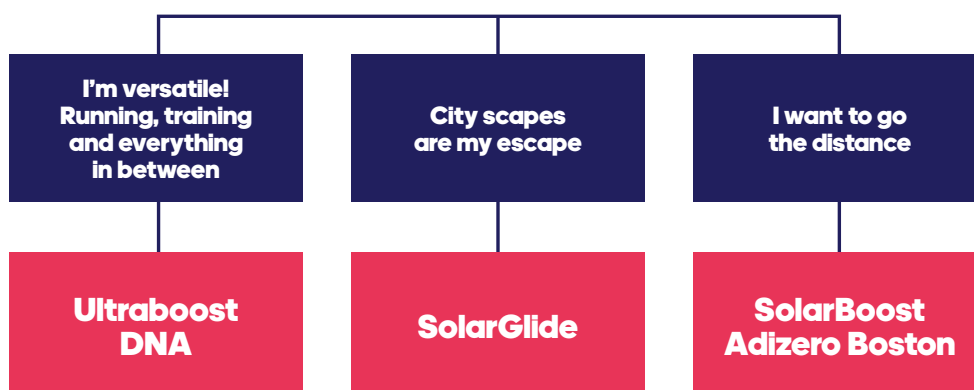 I'm versatile!
Running, training
and everything
in between
City scapes
are my escape
I want to go
the distance
Ultraboost
DNA
SolarGlide
SolarBoost
Adizero Boston